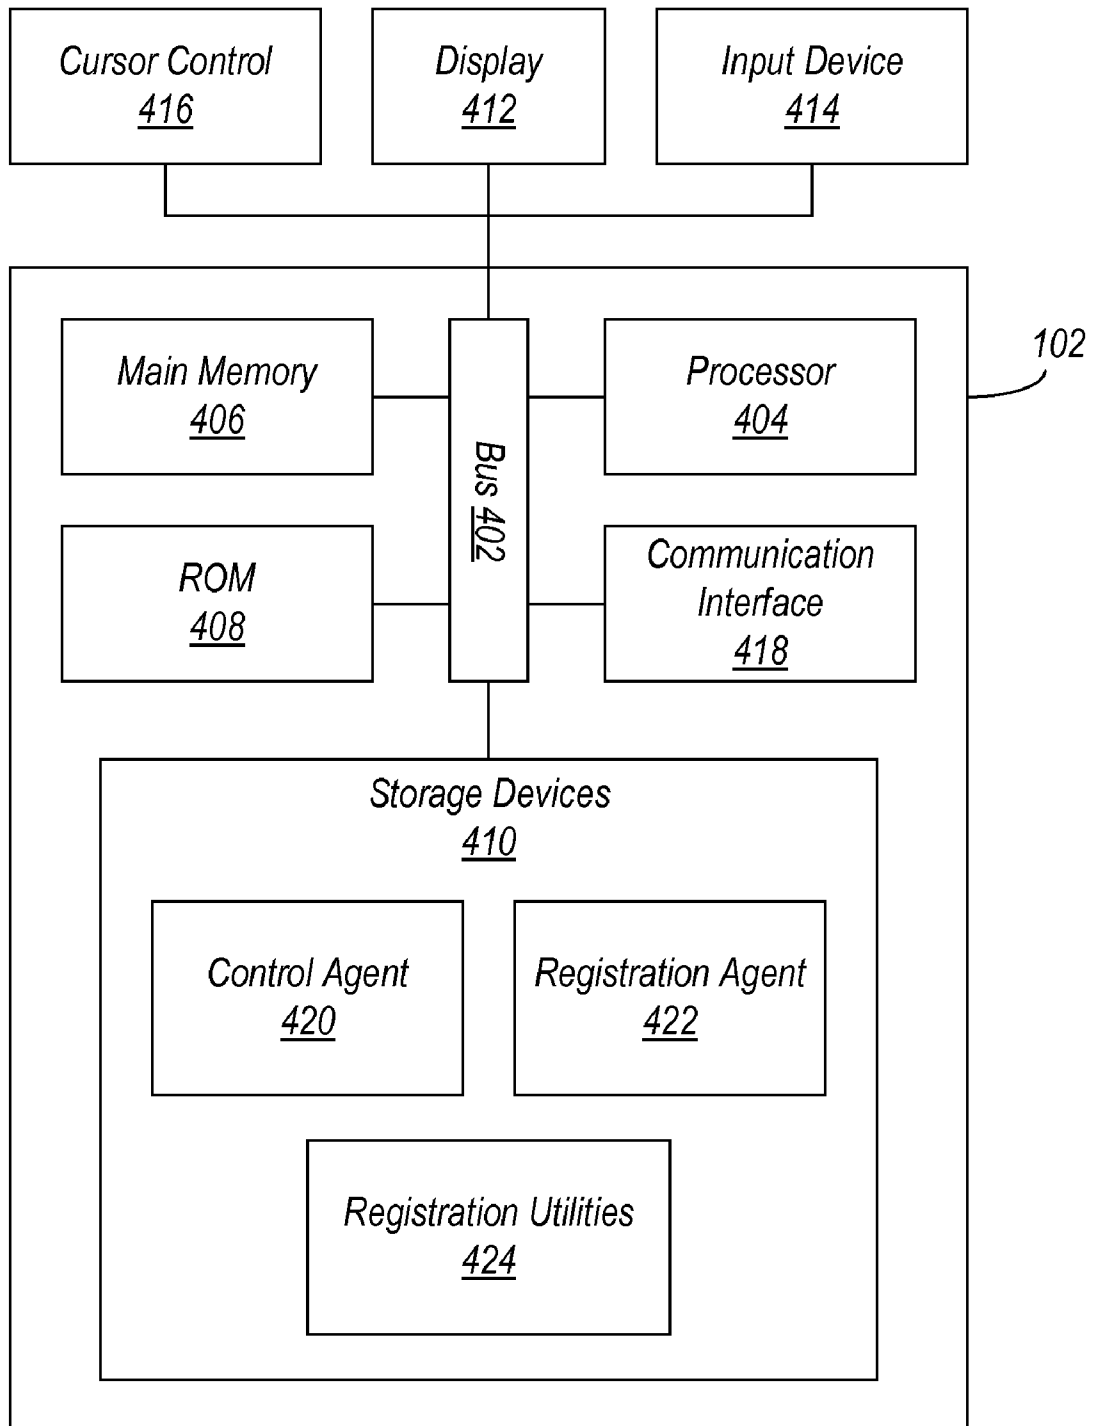 Cursor Control
416
Display
412
Input Device
414
Main Memory
406
Processor
404
102
Bus 402
ROM
408
Communication
Interface
418
Storage Devices
410
Control Agent
420
Registration Agent
422
Registration Utilities
424